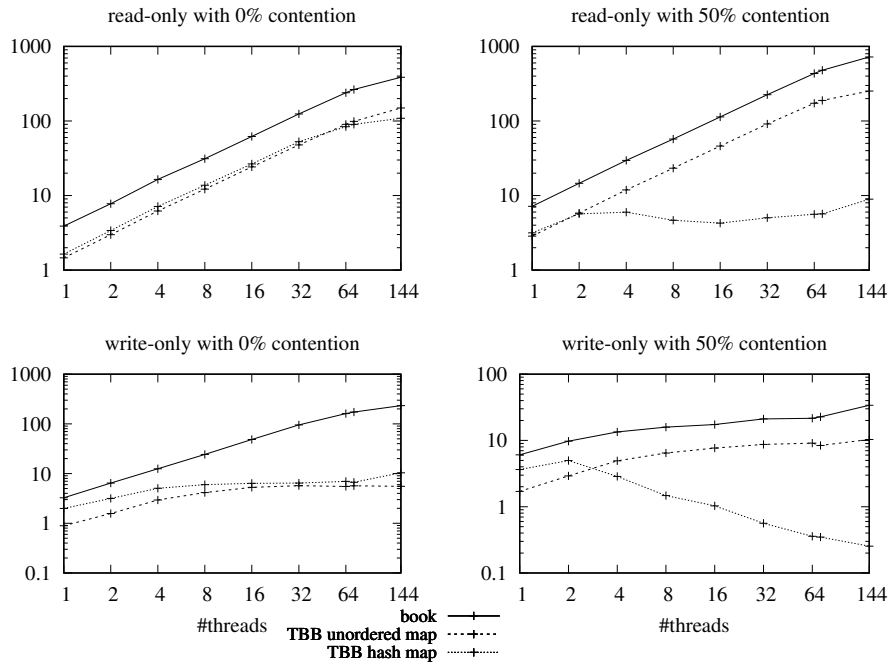 read-only with 0% contention
1000
100
10
1
1 2 4 8 16 32 64 144
read-only with 50% contention
1000
100
10
1
1 2 4 8 16 32 64 144
write-only with 0% contention
1000
100
10
1
0.1
1 2 4 8 16 32 64 144
#threads
write-only with 50% contention
100
10
1
0.1
1 2 4 8 16 32 64 144
#threads
book
TBB unordered map
TBB hash map